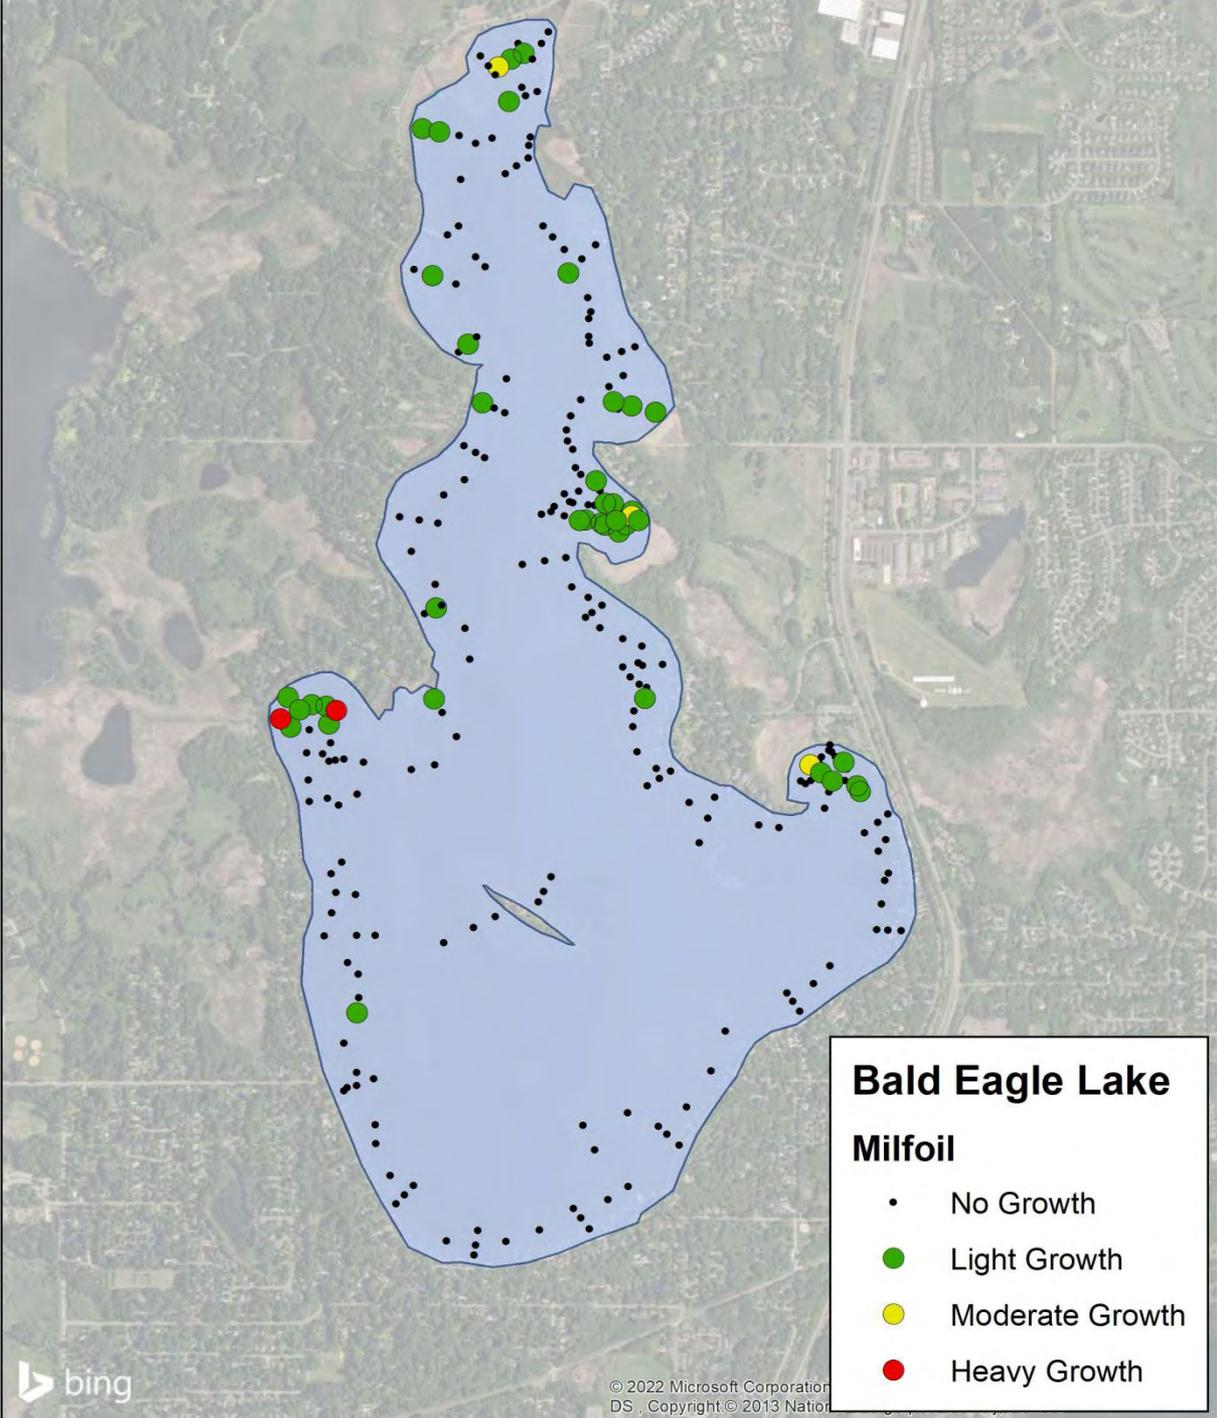 Bald Eagle Lake
Milfoil
No Growth
Light Growth
Moderate Growth
Heavy Growth
bing
© 2022 Microsoft Corporation
DS , Copyright:© 2013